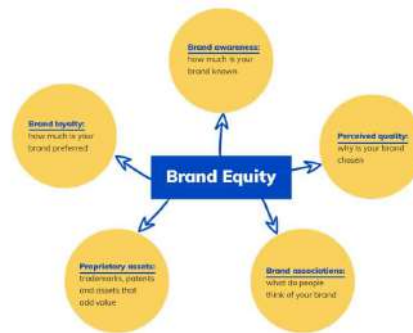 Brand awareness:
how much is your
brand known
Brand loyalty:
how much is your
brand preferred
Perceived quality:
why is your brand
chosen
Brand Equity
Proprietary assets:
trademarks, patents
and assets that
add value
Brand associations:
what do people
think of your brand